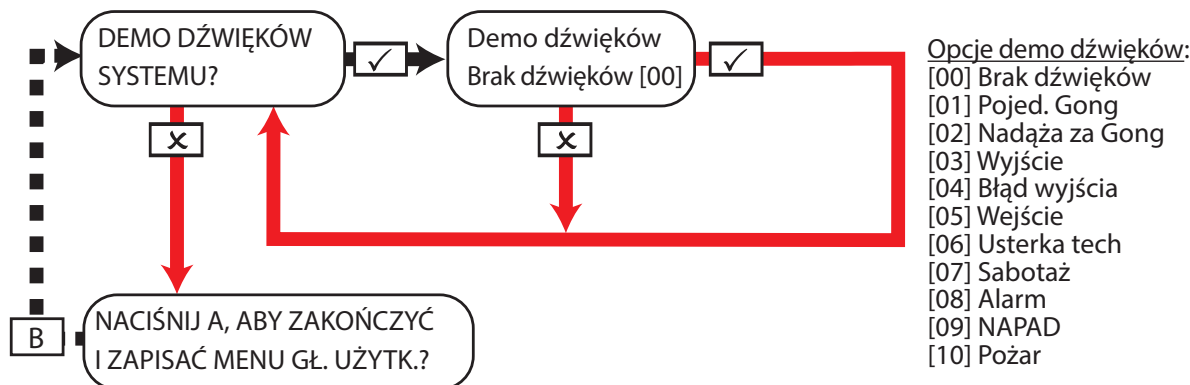 DEMO DŹWIĘKÓW
SYSTEMU?
✓
Demo dźwięków
Brak dźwięków [00]
✓
x
x
NACIŚNIJ A, ABY ZAKOŃCZYĆ
I ZAPISAĆ MENU GŁ. UŻYTK.?
B
Opcje demo dźwięków:
[00] Brak dźwięków
[01] Pojed. Gong
[02] Nadąża za Gong
[03] Wyjście
[04] Błąd wyjścia
[05] Wejście
[06] Usterka tech
[07] Sabotaż
[08] Alarm
[09] NAPAD
[10] Pożar